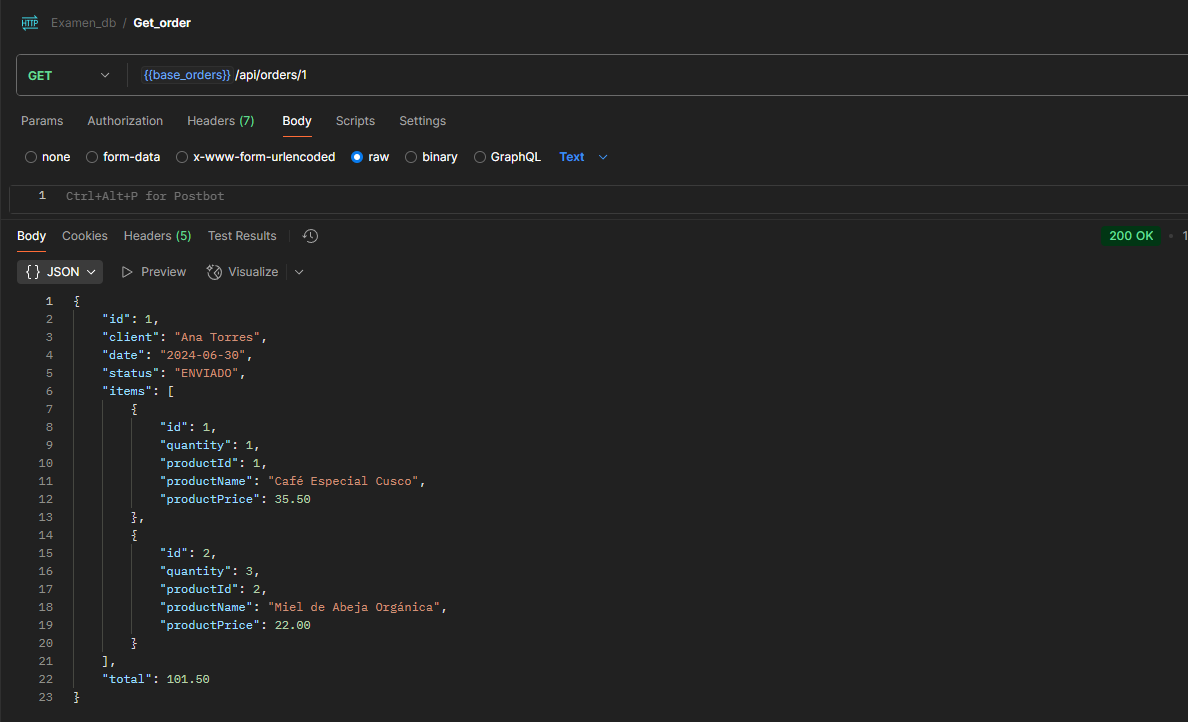 HTTP Examen_db / Get_order
GET {{base_orders}} /api/orders/1
Params Authorization Headers (7) Body Scripts Settings
none form-data x-www-form-urlencoded raw binary GraphQL Text
1 Ctrl+Alt+P for Postbot
Body Cookies Headers (5) Test Results 200 OK • 1
{} JSON Preview Visualize
1 {
2 "id": 1,
3 "client": "Ana Torres",
4 "date": "2024-06-30",
5 "status": "ENVIADO",
6 "items": [
7 {
8 "id": 1,
9 "quantity": 1,
10 "productId": 1,
11 "productName": "Café Especial Cusco",
12 "productPrice": 35.50
13 },
14 {
15 "id": 2,
16 "quantity": 3,
17 "productId": 2,
18 "productName": "Miel de Abeja Orgánica",
19 "productPrice": 22.00
20 }
21 ],
22 "total": 101.50
23 }